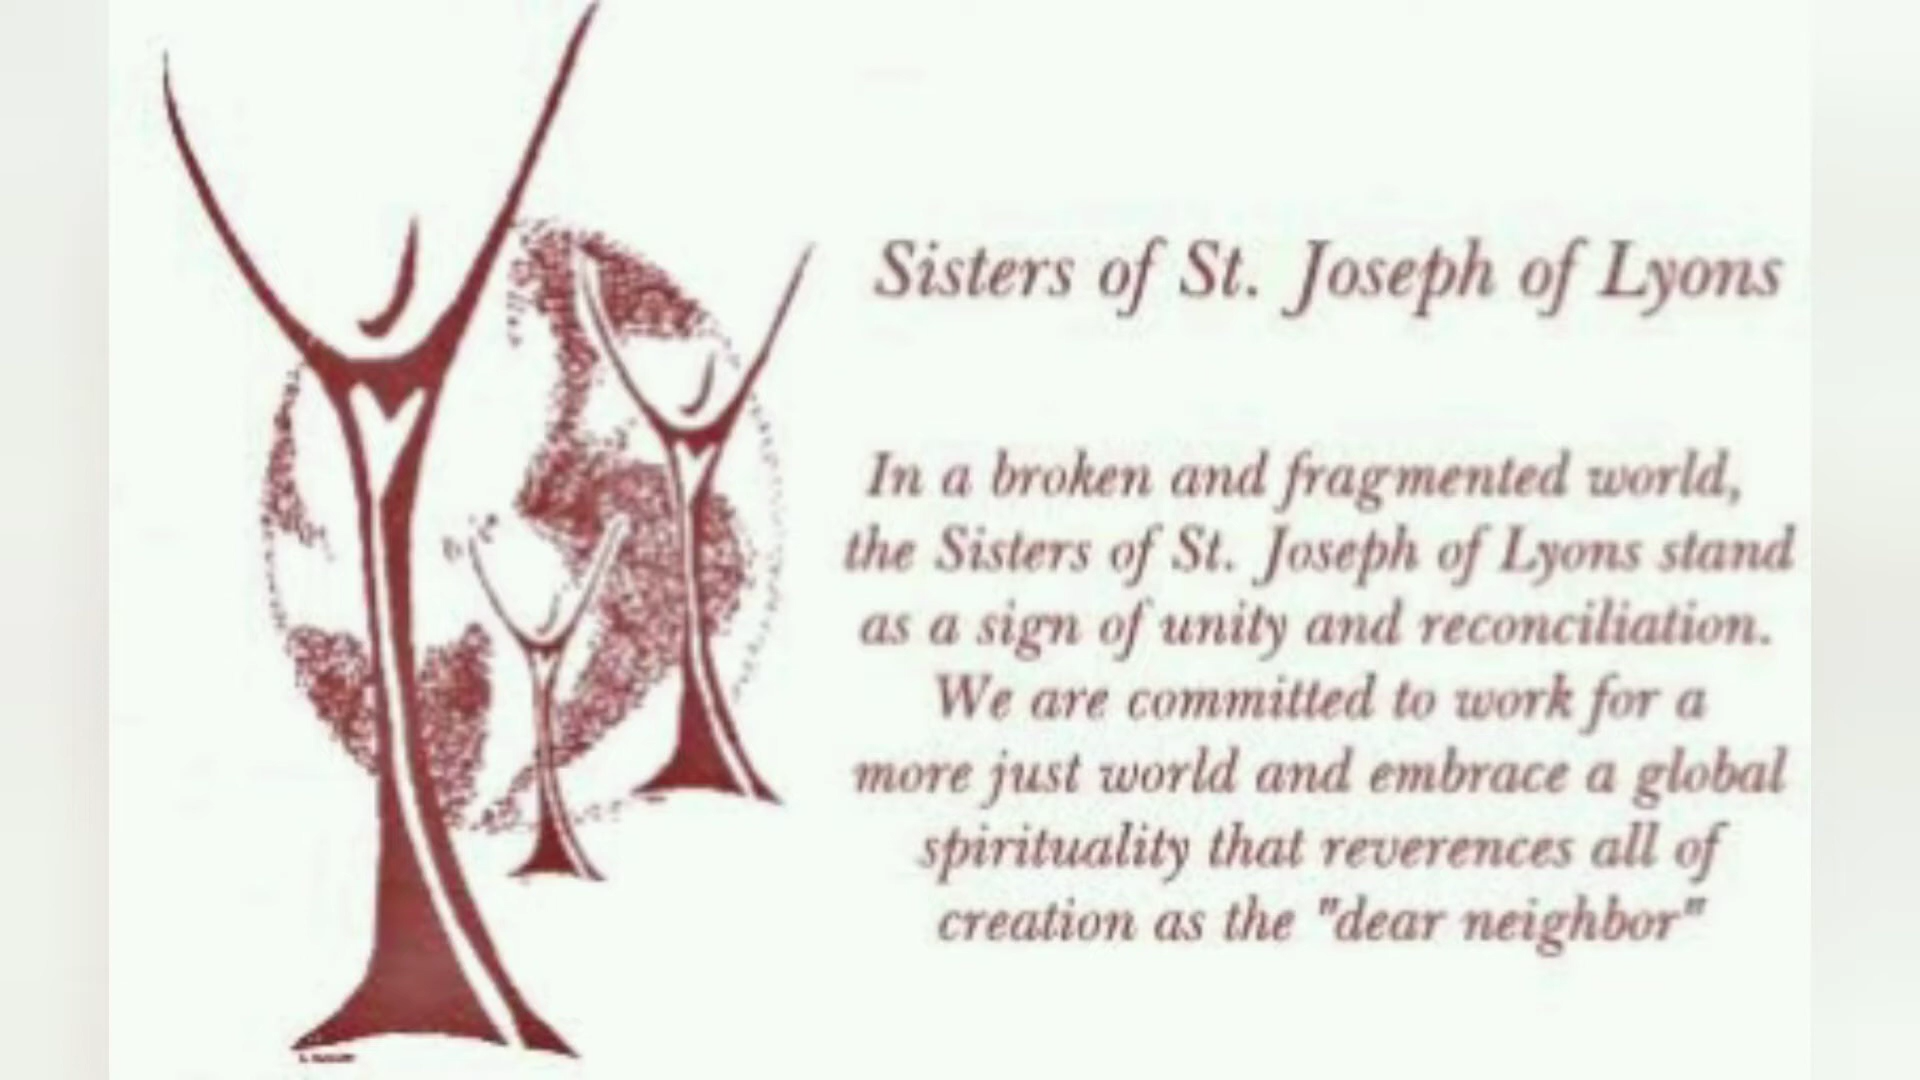 Sisters of St. Joseph of Lyons
In a broken and fragmented world,
the Sisters of St. Joseph of Lyons stand
as a sign of unity and reconciliation.
We are committed to work for a
more just world and embrace a global
spirituality that reverences all of
creation as the "dear neighbor"